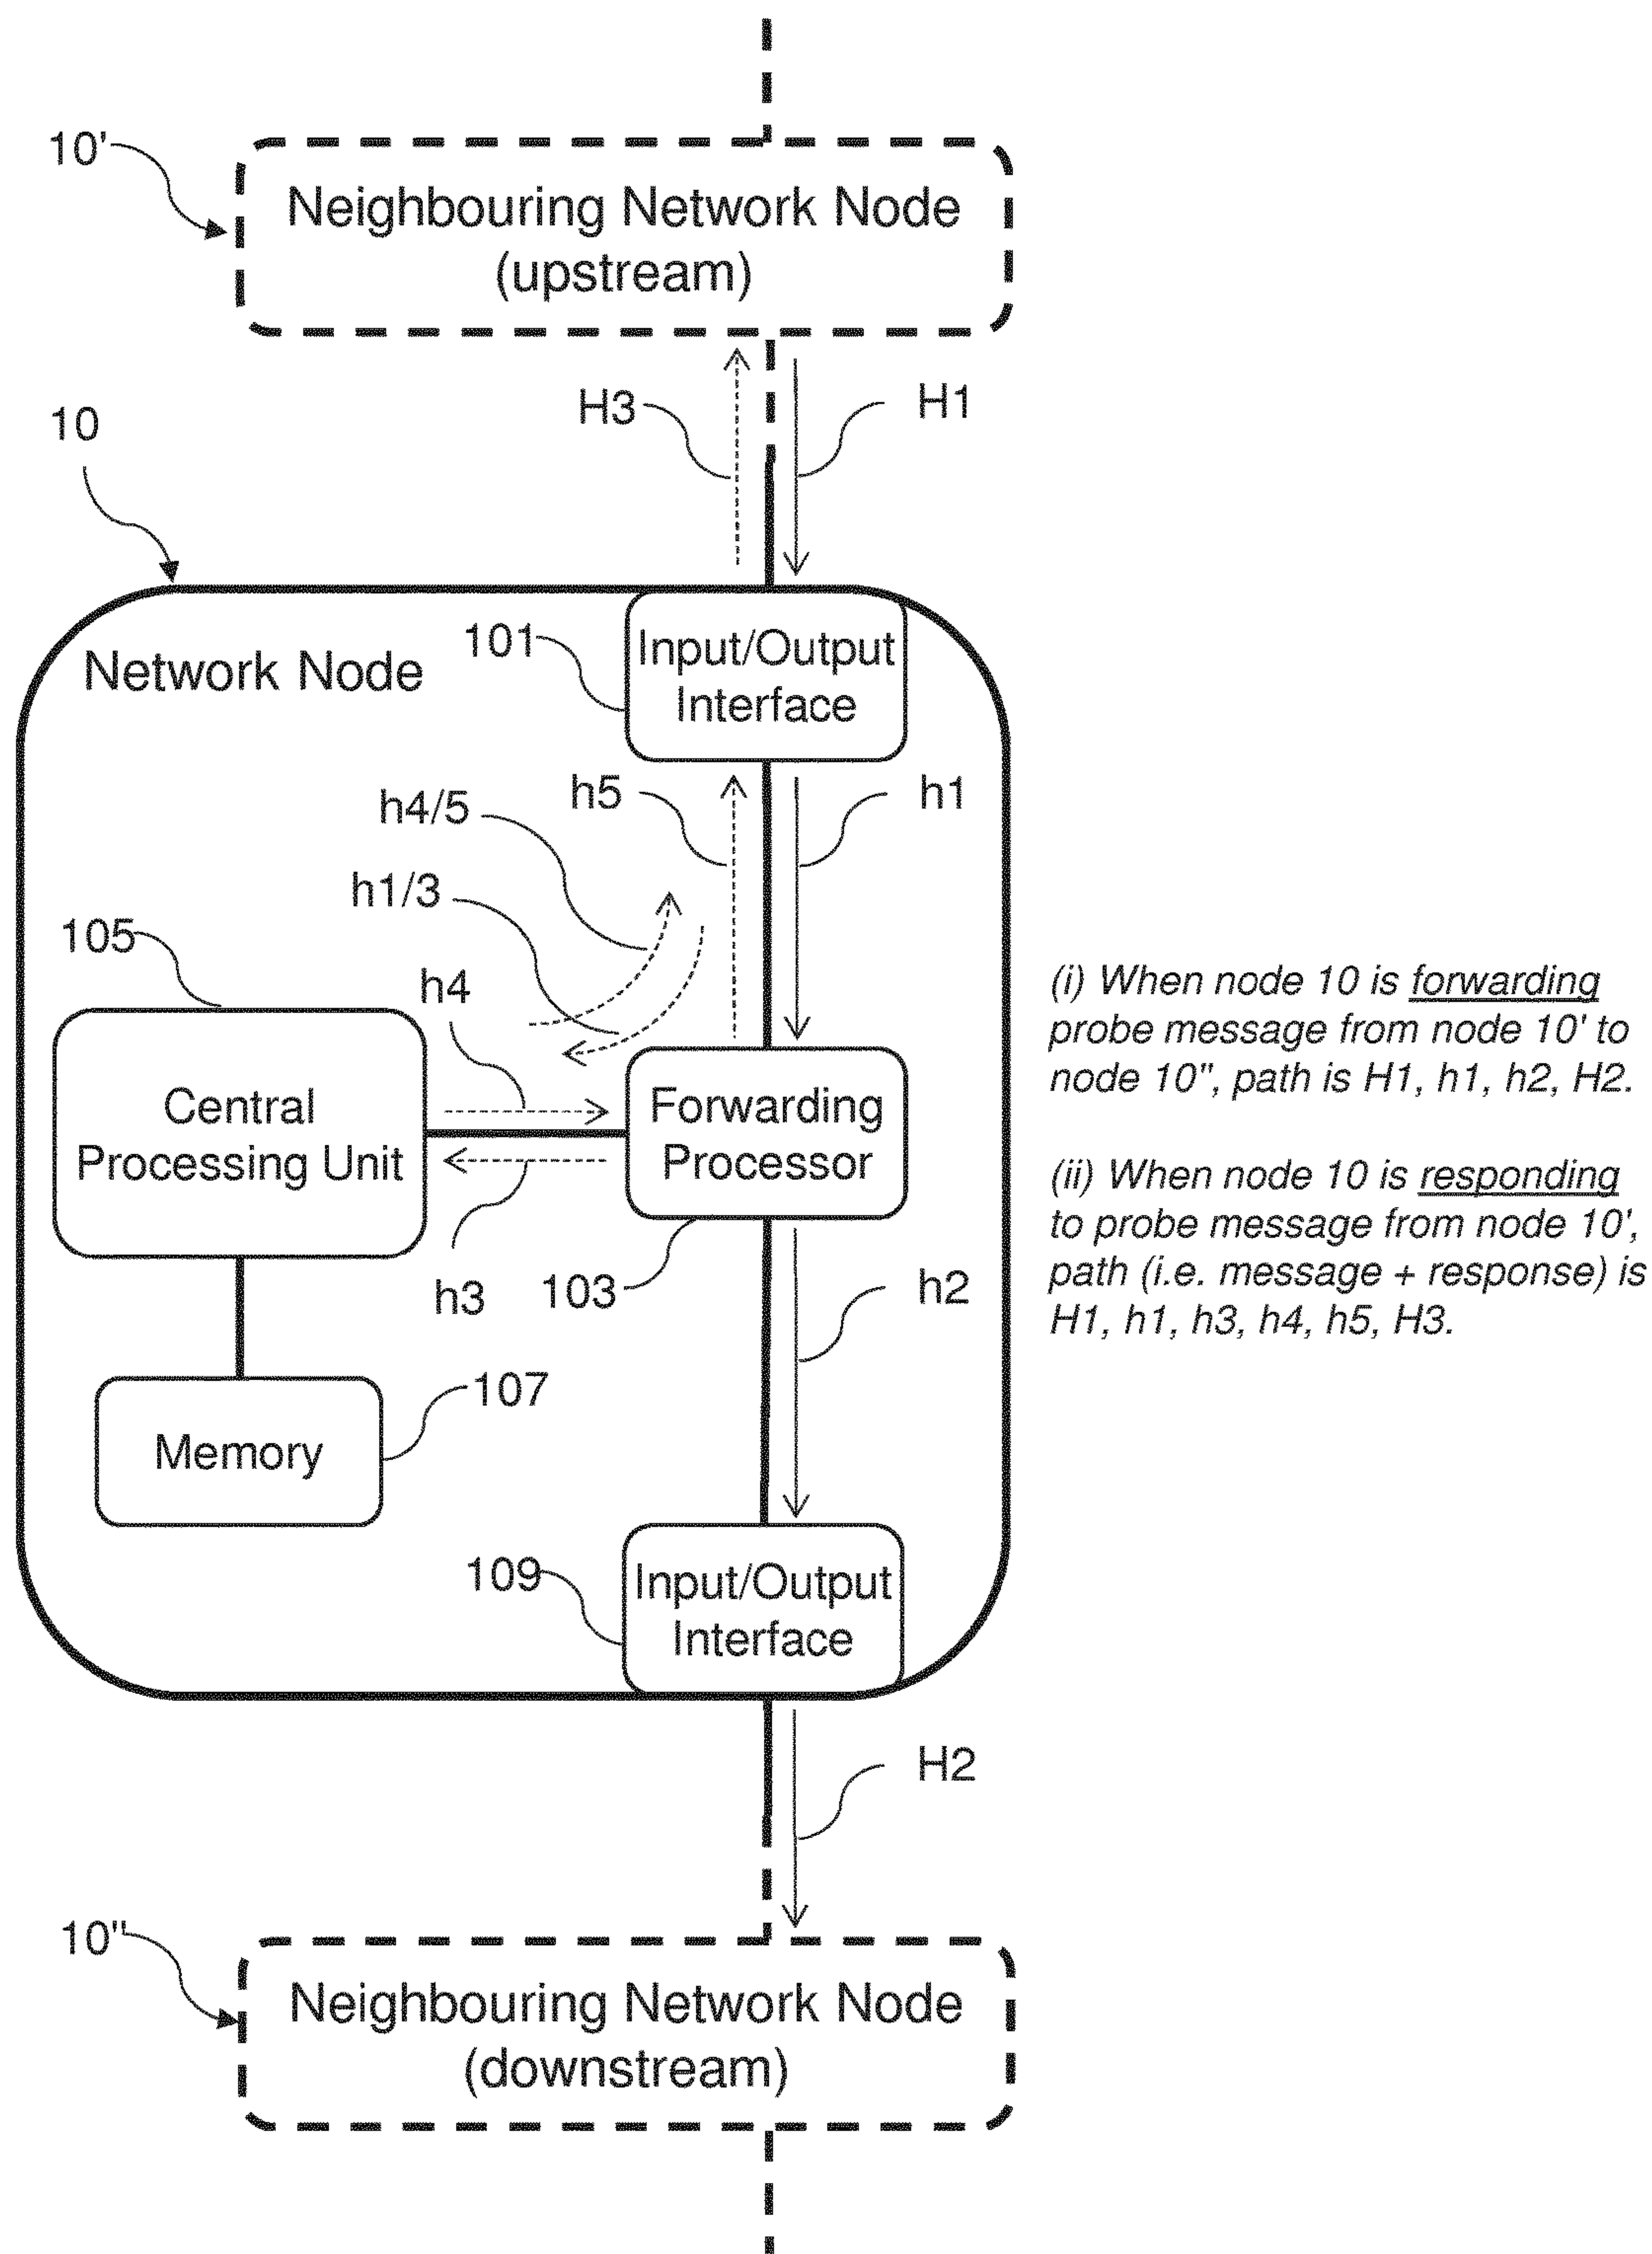 10'
Neighbouring Network Node
(upstream)
H3
H1
10
Network Node
101
Input/Output
Interface
h5
h1
h4/5
h1/3
105
h4
Central
Processing Unit
Forwarding
Processor
h3
103
h2
107
Memory
109
Input/Output
Interface
H2
10"
Neighbouring Network Node
(downstream)
(i) When node 10 is forwarding
probe message from node 10' to
node 10", path is H1, h1, h2, H2.
(ii) When node 10 is responding
to probe message from node 10',
path (i.e. message + response) is
H1, h1, h3, h4, h5, H3.